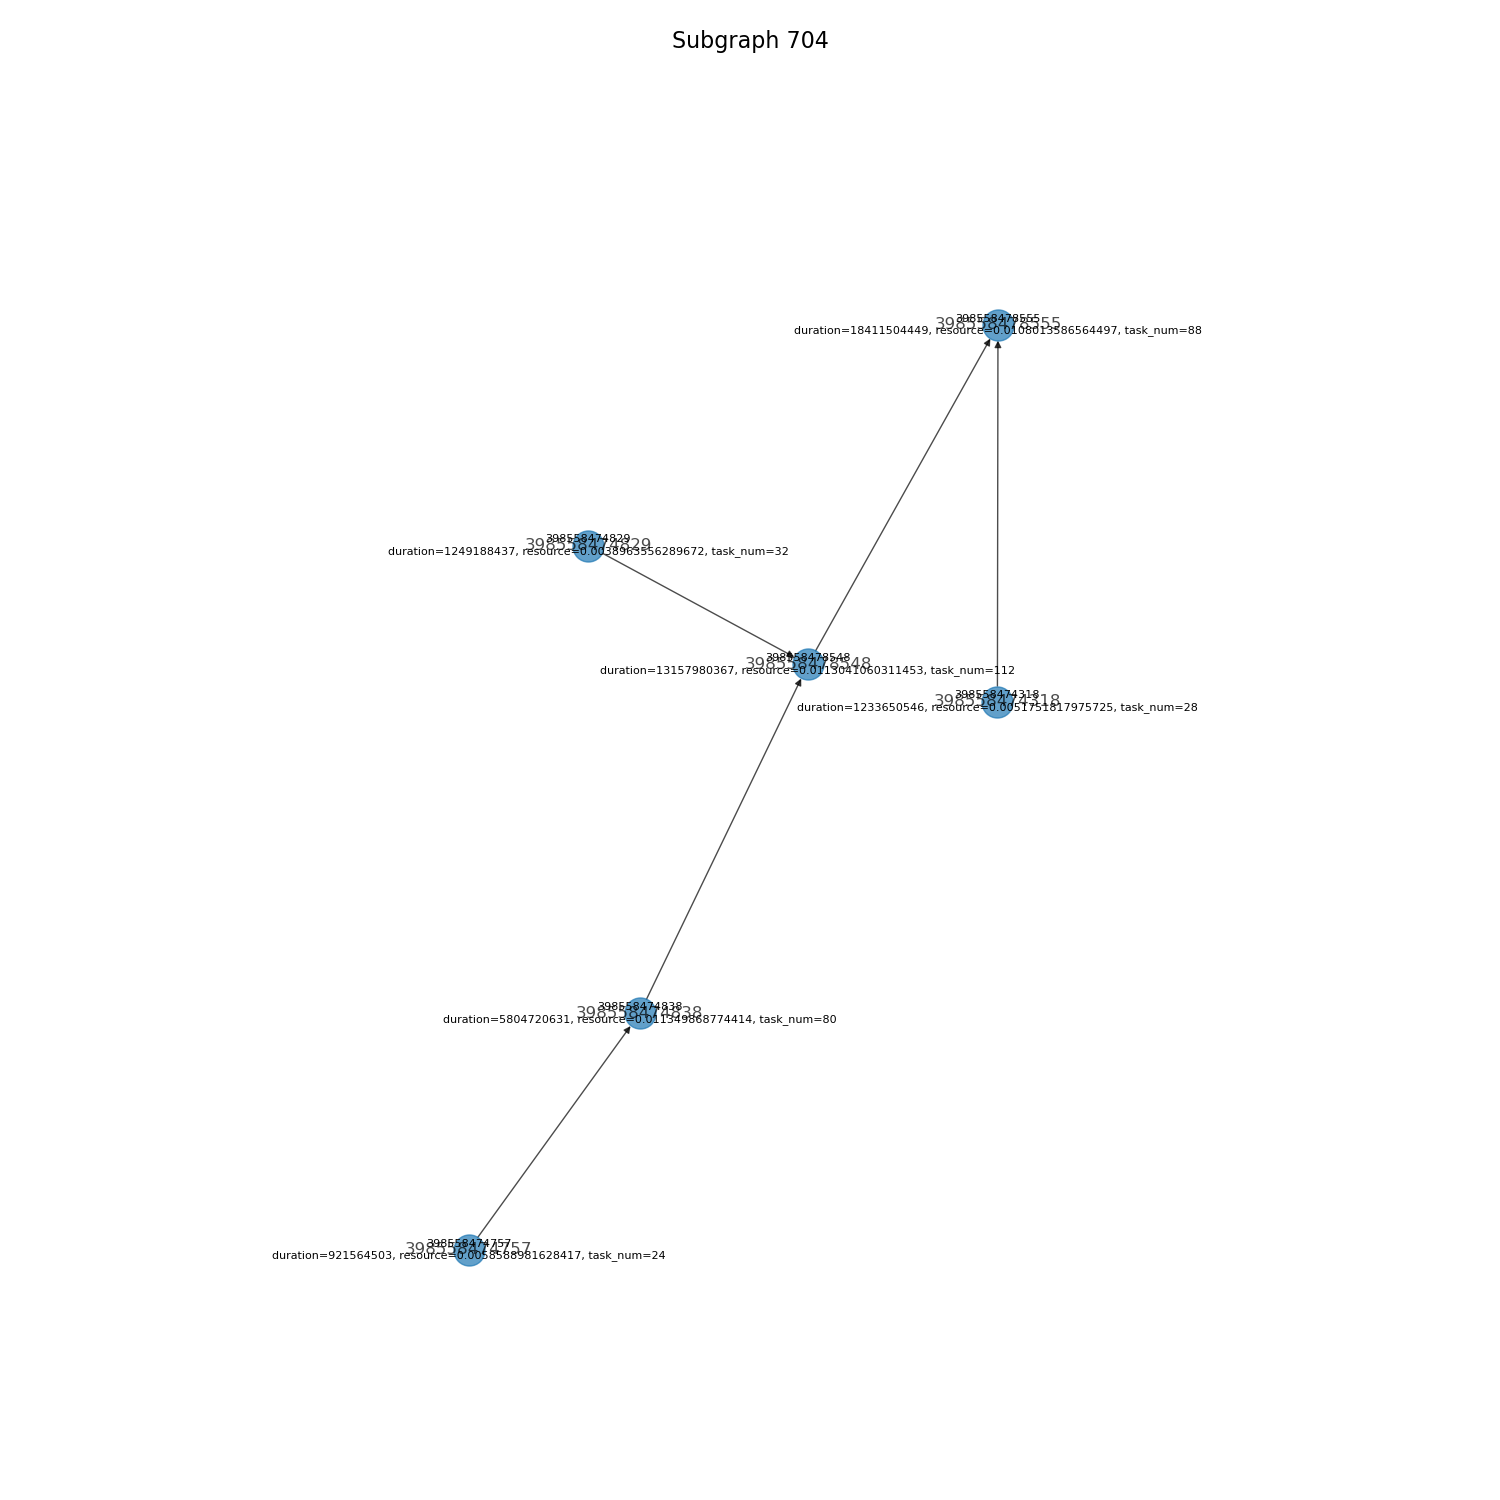 Subgraph 704
398558478555
398558478555
duration=18411504449, resource=0.0108013586564497, task_num=88
398558474829
398558474829
duration=1249188437, resource=0.0038963556289672, task_num=32
398558478548
398558478548
duration=13157980367, resource=0.0113041060311453, task_num=112
398558474318
398558474318
duration=1233650546, resource=0.0051751817975725, task_num=28
398558474838
398558474838
duration=5804720631, resource=0.011349868774414, task_num=80
398558474757
398558474757
duration=921564503, resource=0.0058588981628417, task_num=24